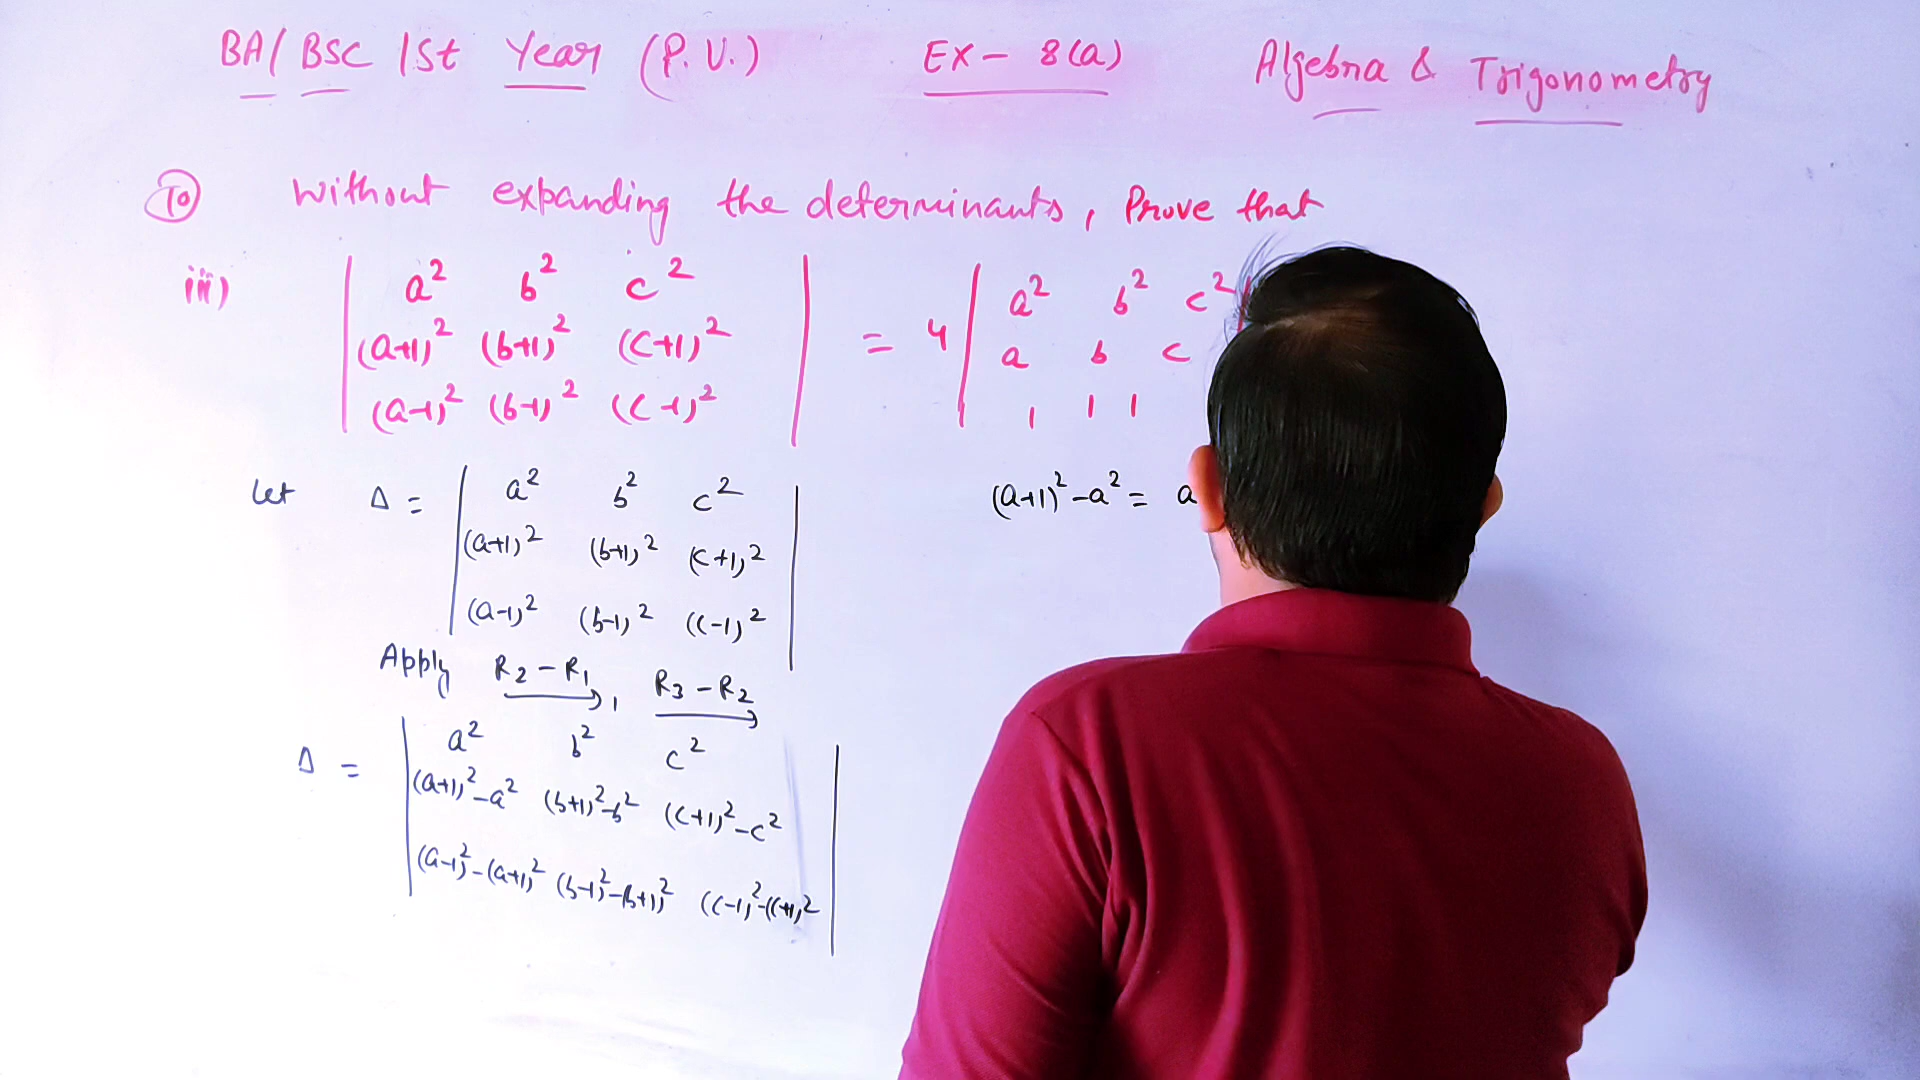 BA/BSC 1St Year (P.U.) EX- 8(a) Algebra & Trigonometry
10 without expanding the determinants, Prove that
iii) | a² b² c² | = 4 | a² b² c² |
(a+1)² (b+1)² (c+1)² a b c
(a-1)² (b-1)² (c-1)² 1 1 1
Let Δ = | a² b² c² | (a+1)²-a² = a
(a+1)² (b+1)² (c+1)²
(a-1)² (b-1)² (c-1)²
Apply R2-R1, R3-R2
Δ = | a² b² c² |
(a+1)²-a² (b+1)²-b² (c+1)²-c²
(a-1)²-(a+1)² (b-1)²-(b+1)² (c-1)²-(c+1)²